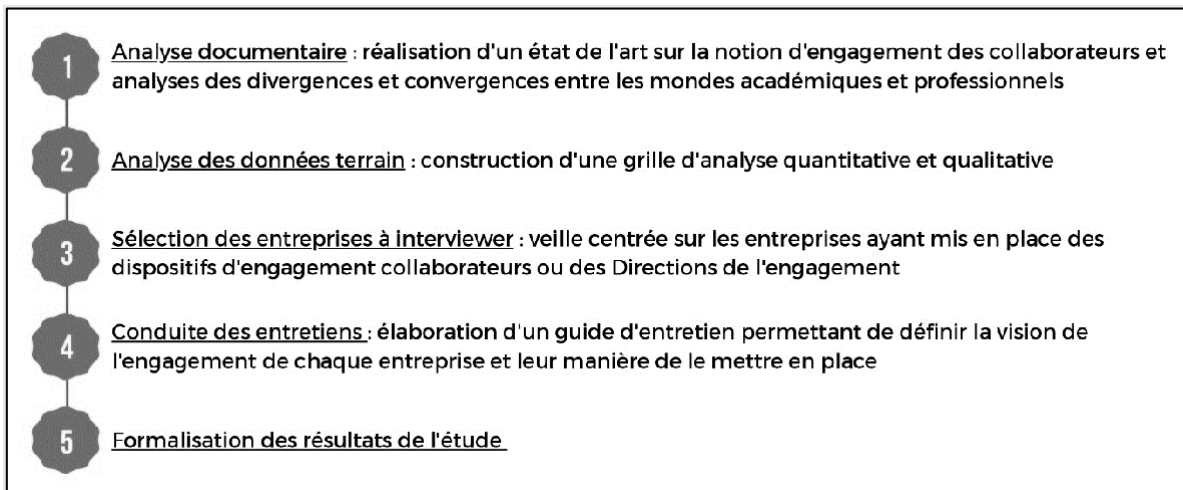 1
Analyse documentaire : réalisation d'un état de l'art sur la notion d'engagement des collaborateurs et
analyses des divergences et convergences entre les mondes académiques et professionnels
2
Analyse des données terrain : construction d'une grille d'analyse quantitative et qualitative
3
Sélection des entreprises à interviewer : veille centrée sur les entreprises ayant mis en place des
dispositifs d'engagement collaborateurs ou des Directions de l'engagement
4
Conduite des entretiens : élaboration d'un guide d'entretien permettant de définir la vision de
l'engagement de chaque entreprise et leur manière de le mettre en place
5
Formalisation des résultats de l'étude